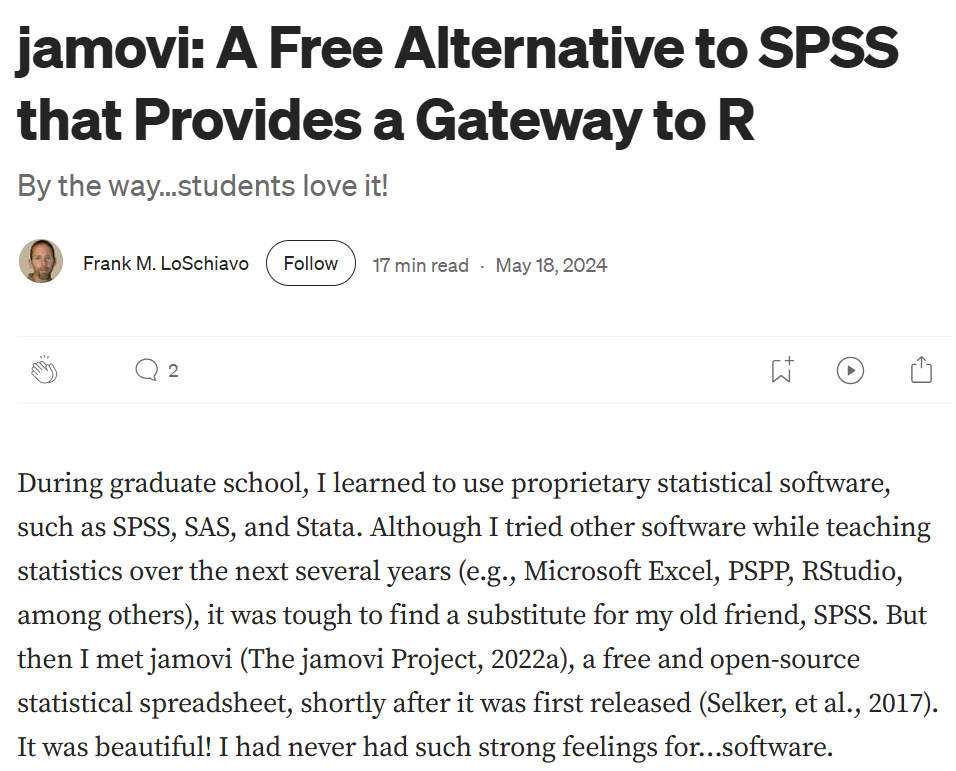 jamovi: A Free Alternative to SPSS
that Provides a Gateway to R
By the way...students love it!
Frank M. LoSchiavo Follow 17 min read · May 18, 2024
2
During graduate school, I learned to use proprietary statistical software,
such as SPSS, SAS, and Stata. Although I tried other software while teaching
statistics over the next several years (e.g., Microsoft Excel, PSPP, RStudio,
among others), it was tough to find a substitute for my old friend, SPSS. But
then I met jamovi (The jamovi Project, 2022a), a free and open-source
statistical spreadsheet, shortly after it was first released (Selker, et al., 2017).
It was beautiful! I had never had such strong feelings for…software.